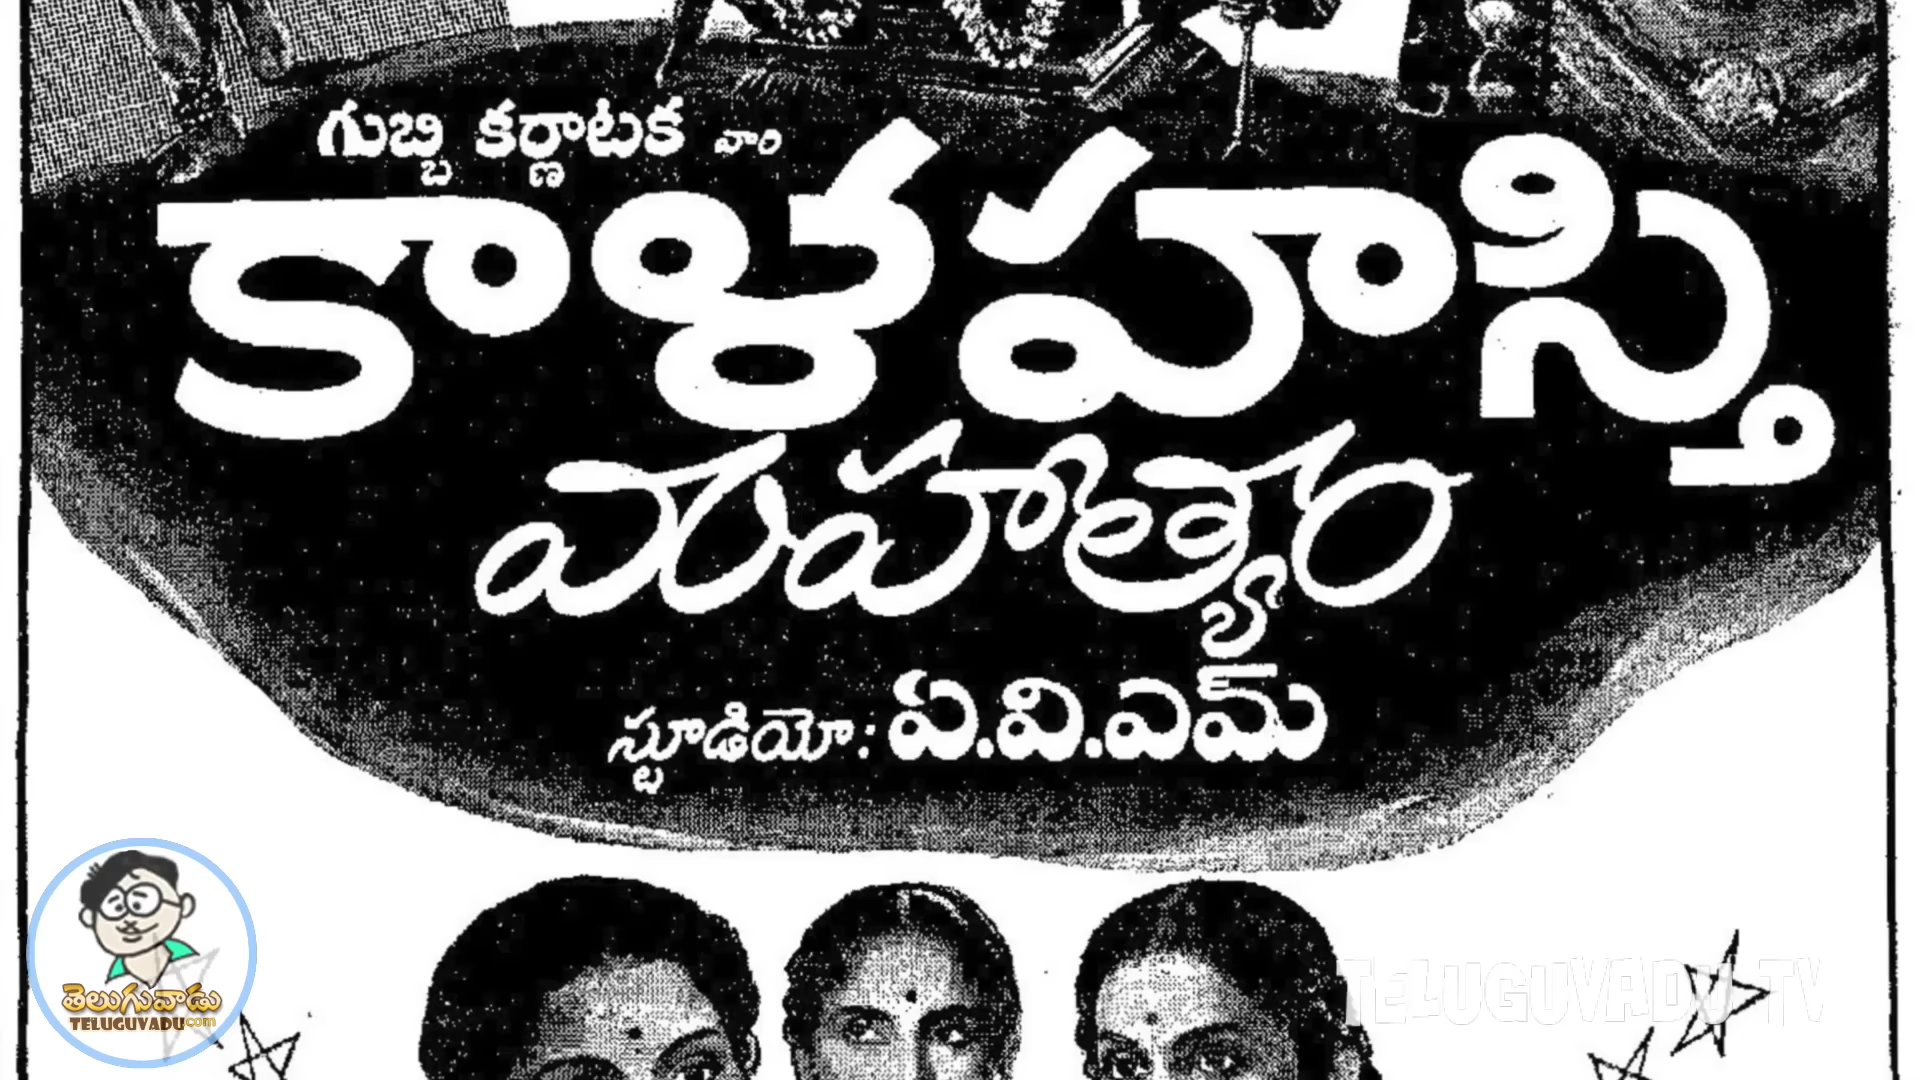 గుబ్బి కర్ణాటక వారి
కాళహస్తి
మహాత్యం
స్టూడియో: ఏ.వి.ఎమ్
తెలుగువాడు
TELUGUVADU.com
TELUGUVADU TV